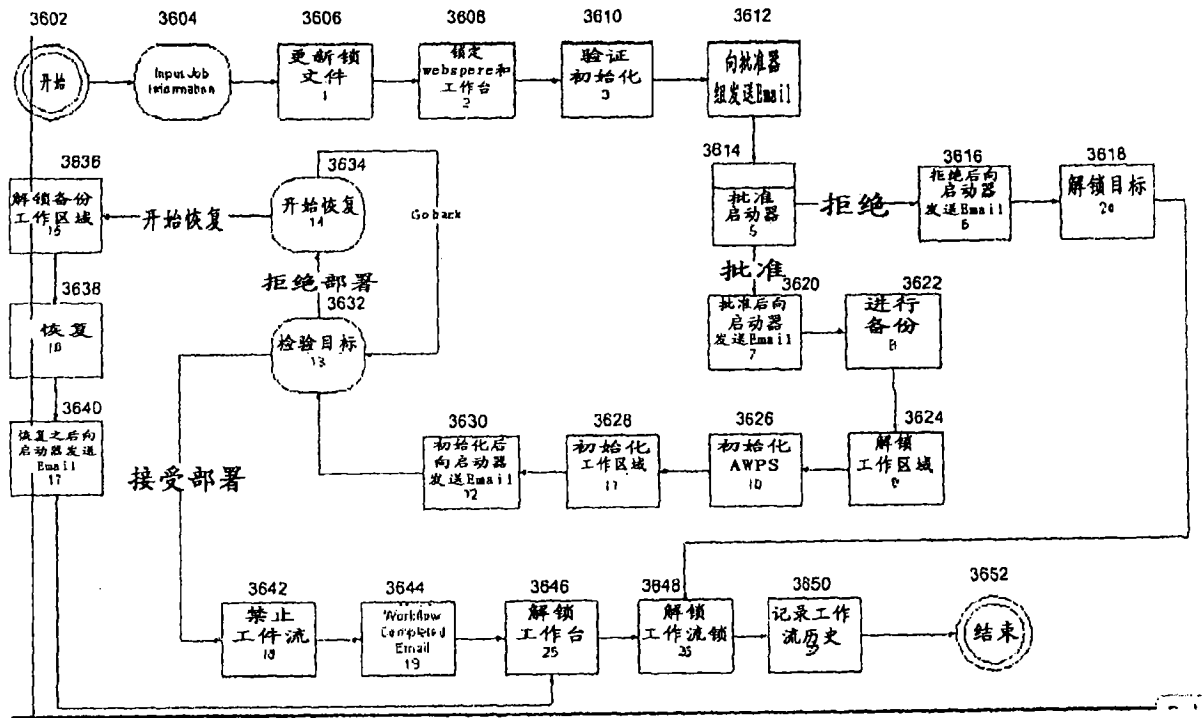 3602
3604
3606
3608
3610
3612
开始
Input Job
Information
更新锁
文件
1
锁定
webspere和
工作台
2
验证
初始化
3
向批准器
组发送Email
3614
批准
启动器
5
拒绝
3616
拒绝后向
启动器
发送Email
6
3618
解锁目标
批准
3620
批准后向
启动器
发送Email
7
3622
进行
备份
3636
解锁备份
工作区域
15
开始恢复
3634
开始恢复
14
Go back
拒绝部署
3632
检验目标
13
3638
恢复
3640
恢复之后向
启动器发送
Email
17
接受部署
3630
初始化后
向启动器
发送Email
12
3628
初始化
工作区域
11
3626
初始化
AWPS
10
3624
解锁
工作区域
9
3642
禁止
工件流
18
3644
Workflow
Completed
Email
19
3646
解锁
工作台
25
3648
解锁
工作流锁
3650
记录工作
流历史
3652
结束